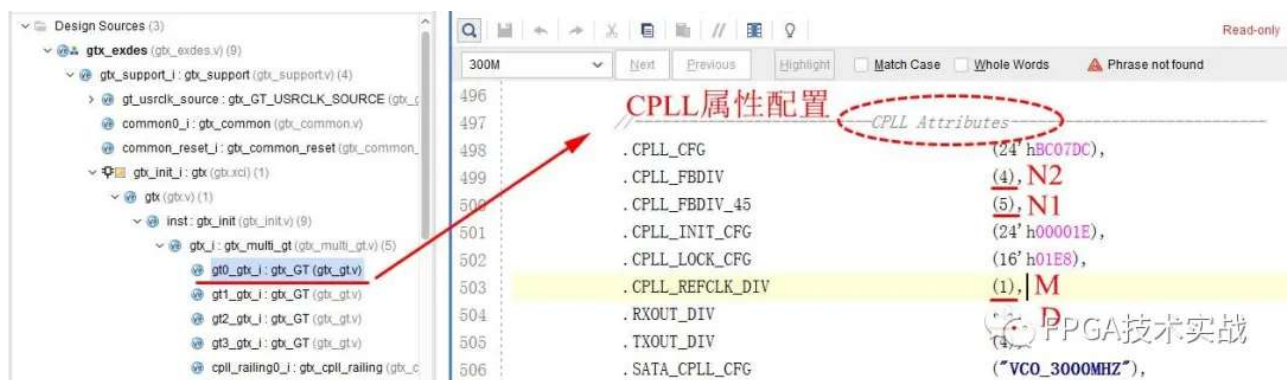 Design Sources (3)
gtx_exdes (gtx_exdes.v) (9)
gtx_support_i : gtx_support (gtx_support.v) (4)
gt_usrclk_source : gtx_GT_USRCLK_SOURCE (gtx_
common0_i : gtx_common (gtx_common.v)
common_reset_i : gtx_common_reset (gtx_common_
gtx_init_i : gtx (gtx.xci) (1)
gtx (gtx.v) (1)
inst : gtx_init (gtx_init.v) (9)
gtx_i : gtx_multi_gt (gtx_multi_gt.v) (5)
gt0_gtx_i : gtx_GT (gtx_gt.v)
gt1_gtx_i : gtx_GT (gtx_gt.v)
gt2_gtx_i : gtx_GT (gtx_gt.v)
gt3_gtx_i : gtx_GT (gtx_gt.v)
cpll_railing0_i : gtx_cpll_railing (gtx_c
Read-only
300M Next Previous Highlight Match Case Whole Words Phrase not found
496
CPLL属性配置
497 //----CPLL Attributes----
498 .CPLL_CFG (24'hBC07DC),
499 .CPLL_FBDIV (4), N2
500 .CPLL_FBDIV_45 (5), N1
501 .CPLL_INIT_CFG (24'h00001E),
502 .CPLL_LOCK_CFG (16'h01E8),
503 .CPLL_REFCLK_DIV (1), M
504 .RXOUT_DIV D
505 .TXOUT_DIV (4),
506 .SATA_CPLL_CFG ("VCO_3000MHZ"),
FPGA技术实战